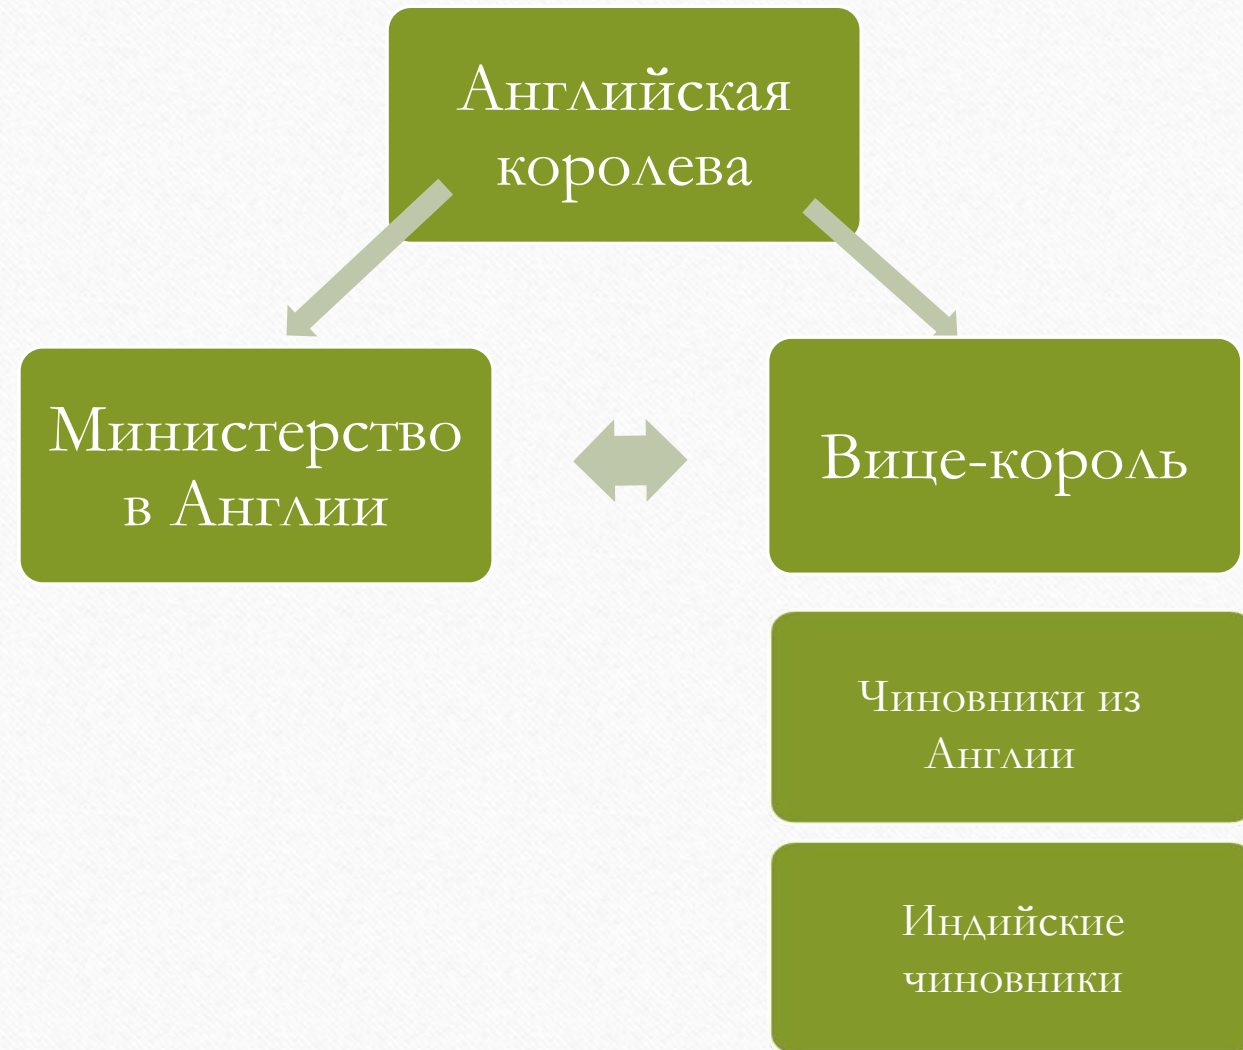 Английская
королева
Министерство
в Англии
Вице-король
Чиновники из
Англии
Индийские
чиновники